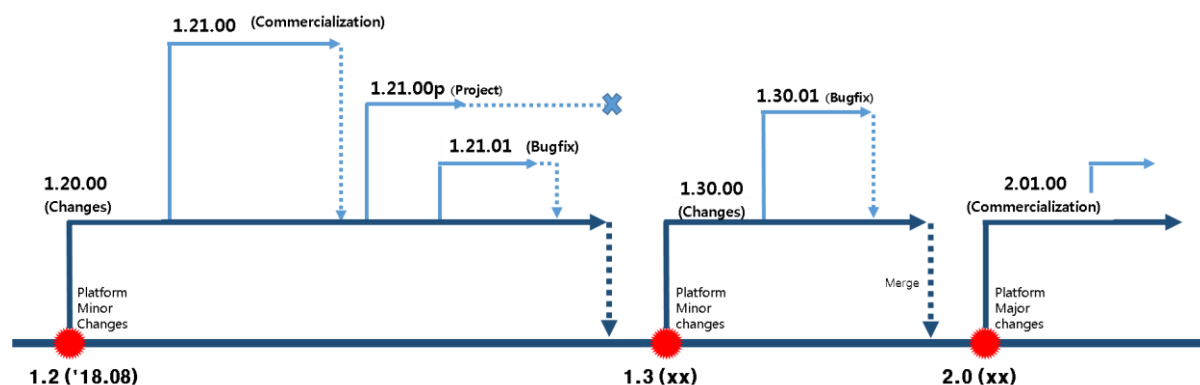 1.21.00 (Commercialization)
1.21.00p (Project)
1.30.01 (Bugfix)
1.21.01 (Bugfix)
1.20.00
(Changes)
1.30.00
(Changes)
2.01.00
(Commercialization)
Platform
Minor
Changes
Merge
Platform
Minor
changes
Platform
Major
changes
1.2 ('18.08)
1.3 (xx)
2.0 (xx)